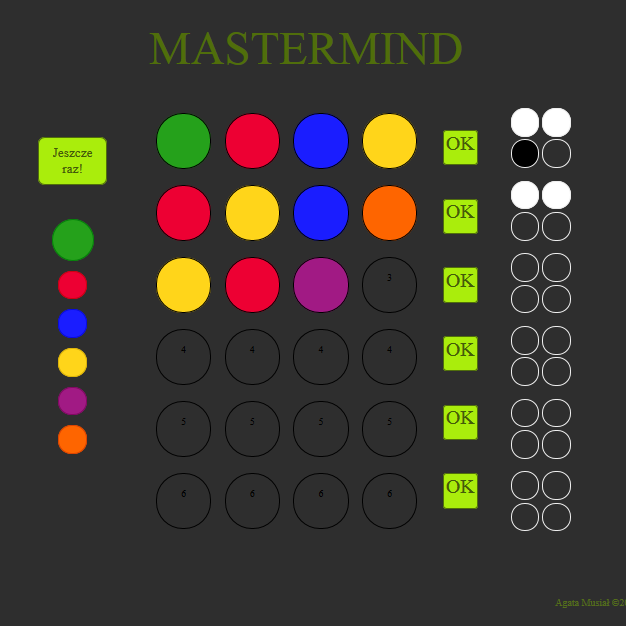 MASTERMIND
Jeszcze
raz!
OK
OK
3
OK
4 4 4 4
OK
5 5 5 5
OK
6 6 6 6
OK
Agata Musiał ©20